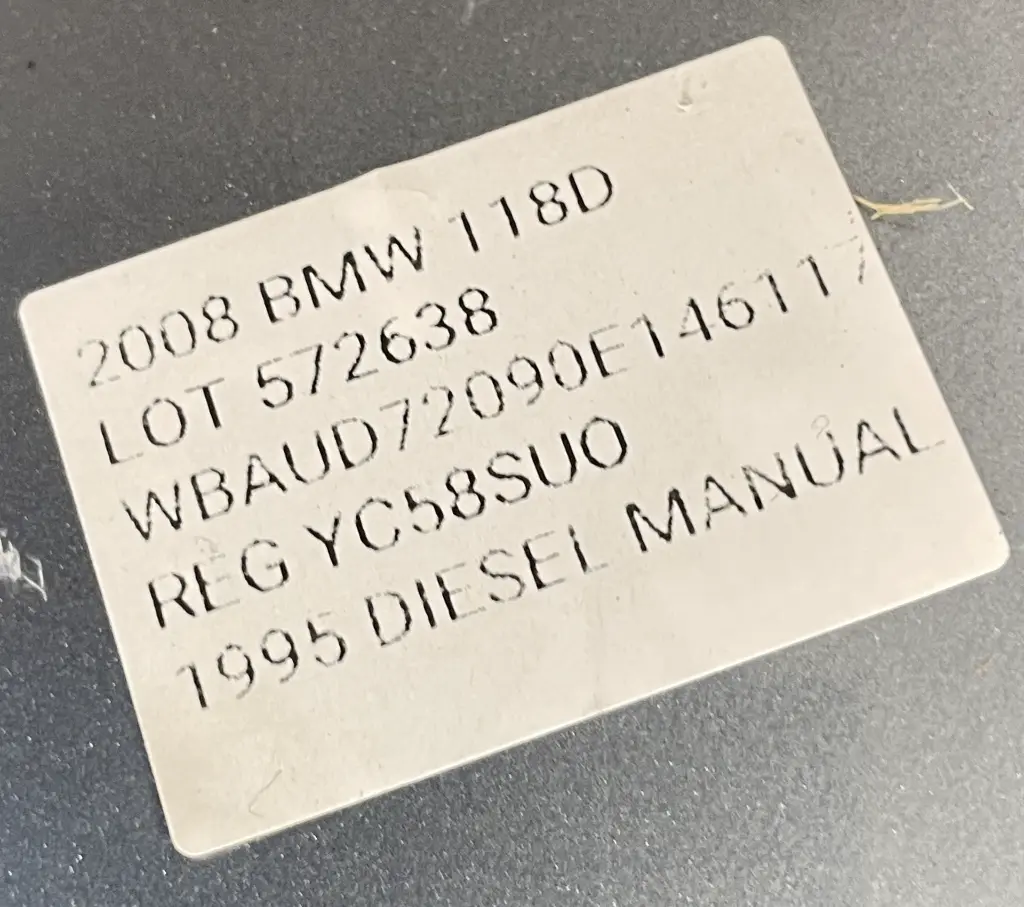 2008 BMW 118D
LOT 572638
WBAUD72090E146117
REG YC58SUO
1995 DIESEL MANUAL